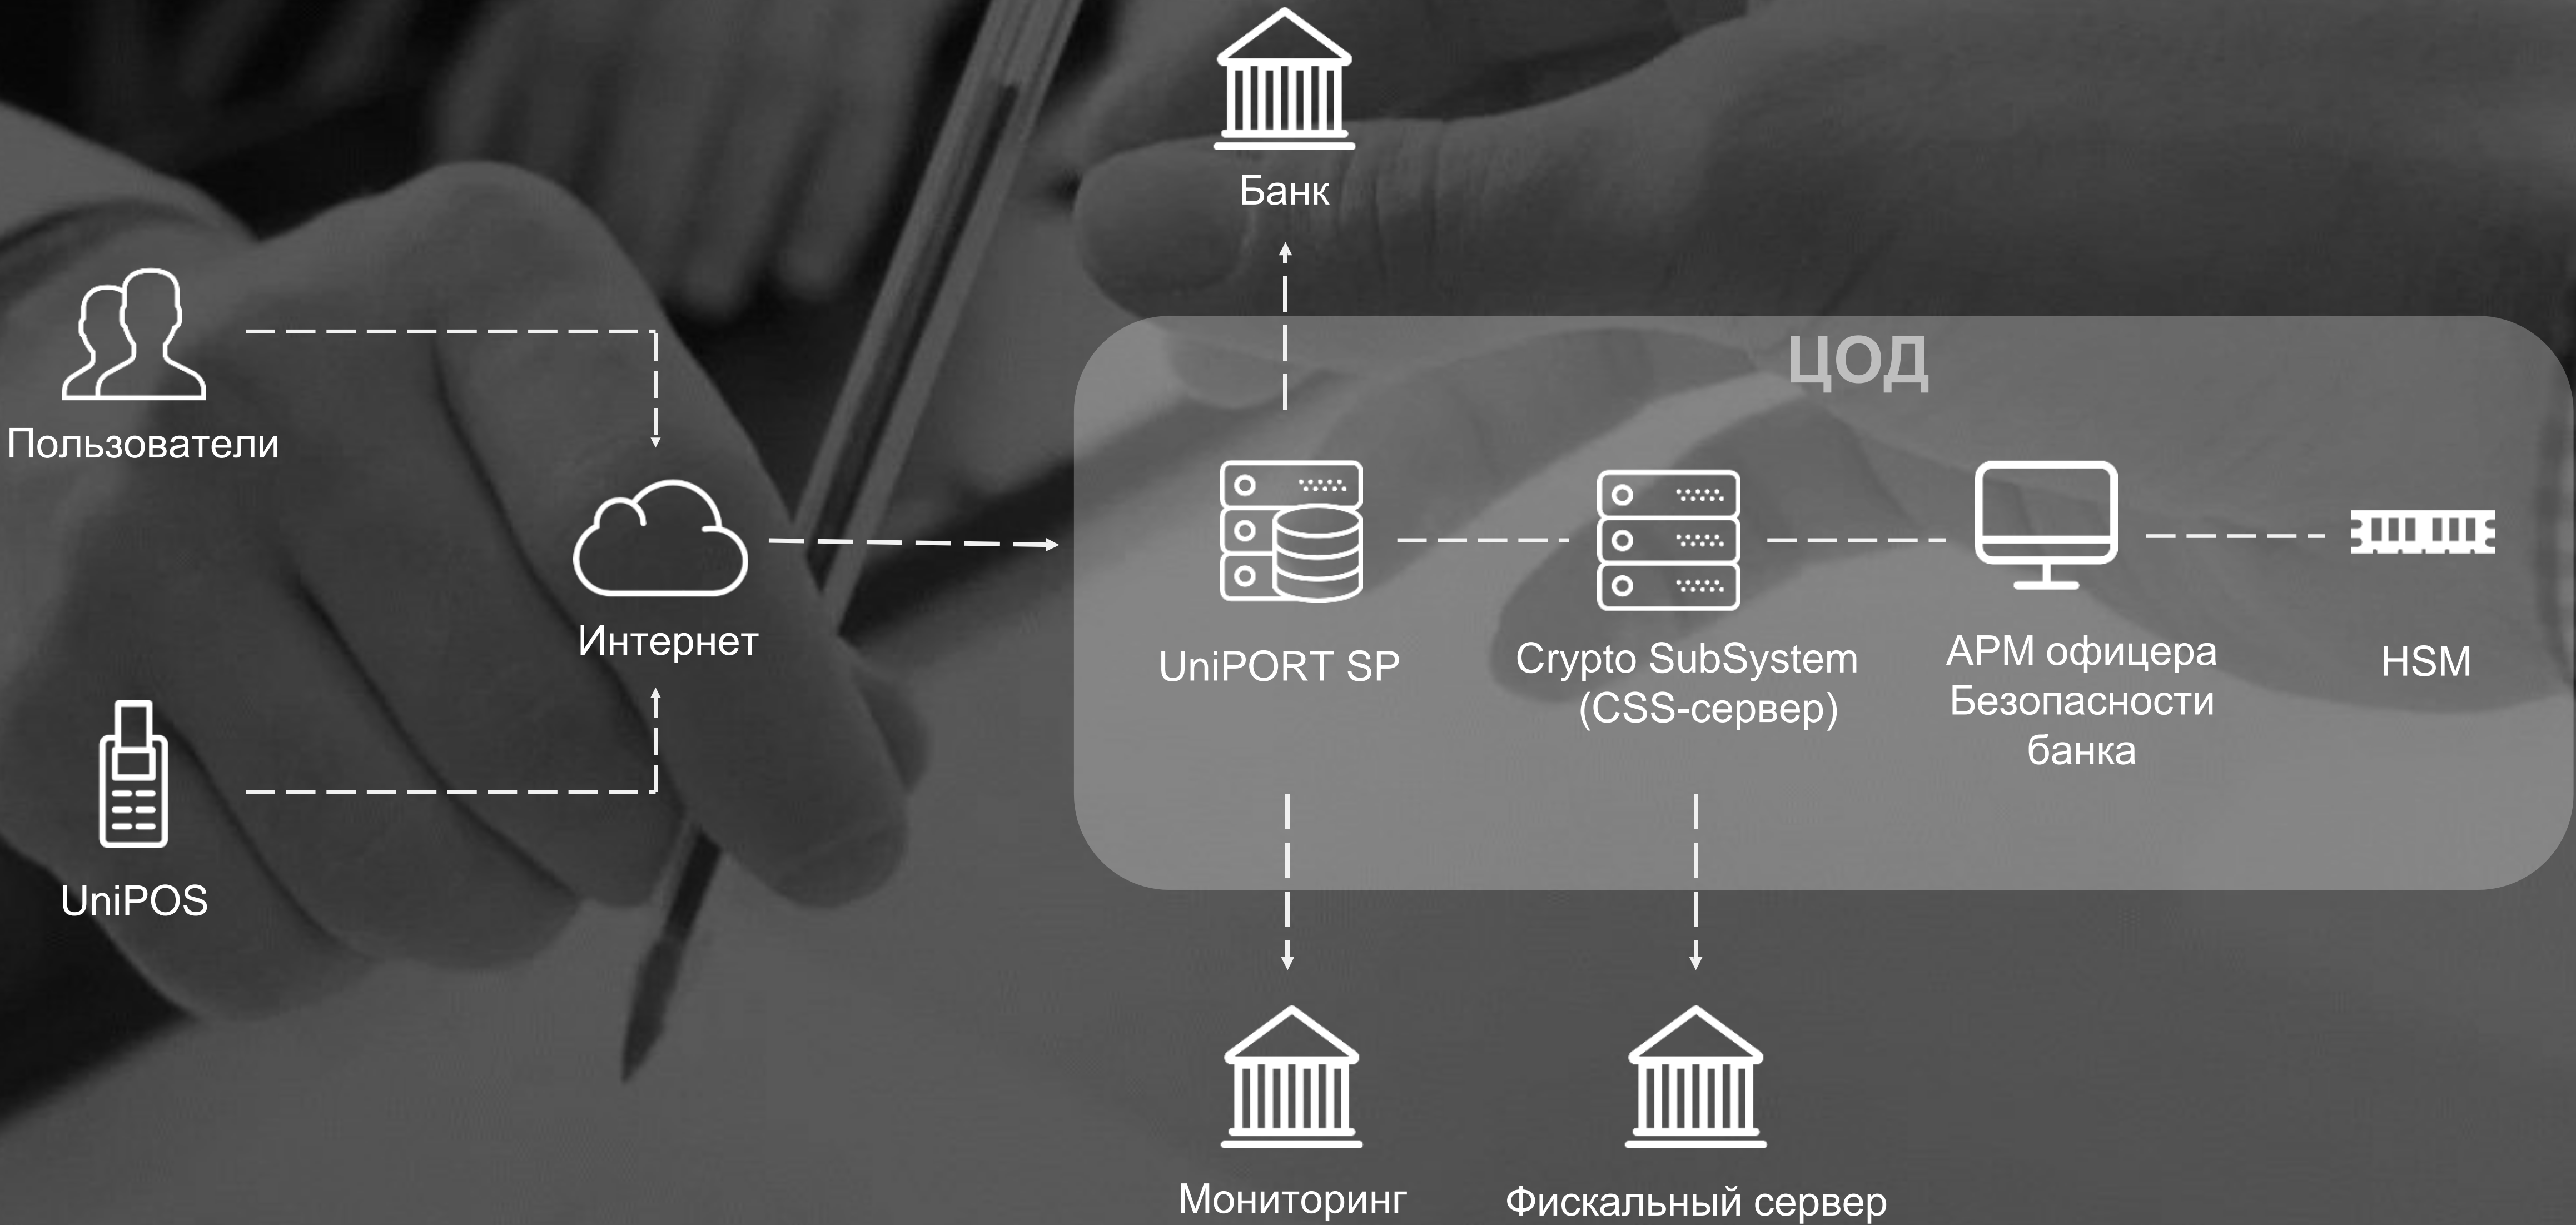 Банк
ЦОД
Пользователи
Интернет
UniPOS
UniPORT SP
Crypto SubSystem
(CSS-сервер)
АРМ офицера
Безопасности
банка
HSM
Мониторинг
Фискальный сервер